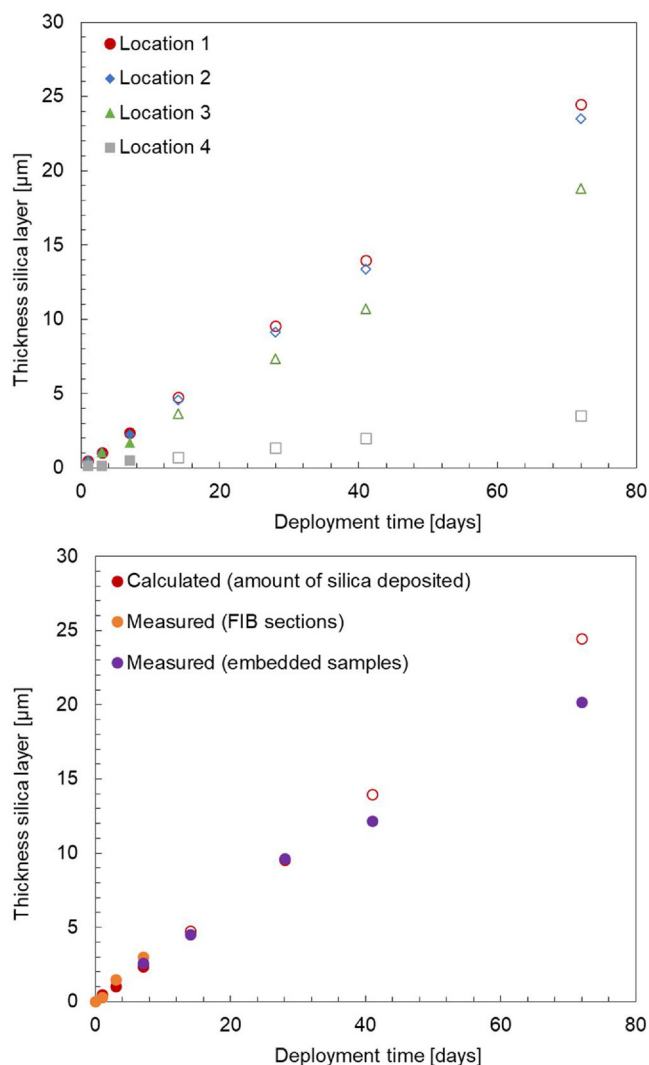 30
25
20
15
10
5
0
Thickness silica layer [µm]
Location 1
Location 2
Location 3
Location 4
0
20
40
60
80
Deployment time [days]
30
25
20
15
10
5
0
Thickness silica layer [µm]
Calculated (amount of silica deposited)
Measured (FIB sections)
Measured (embedded samples)
0
20
40
60
80
Deployment time [days]